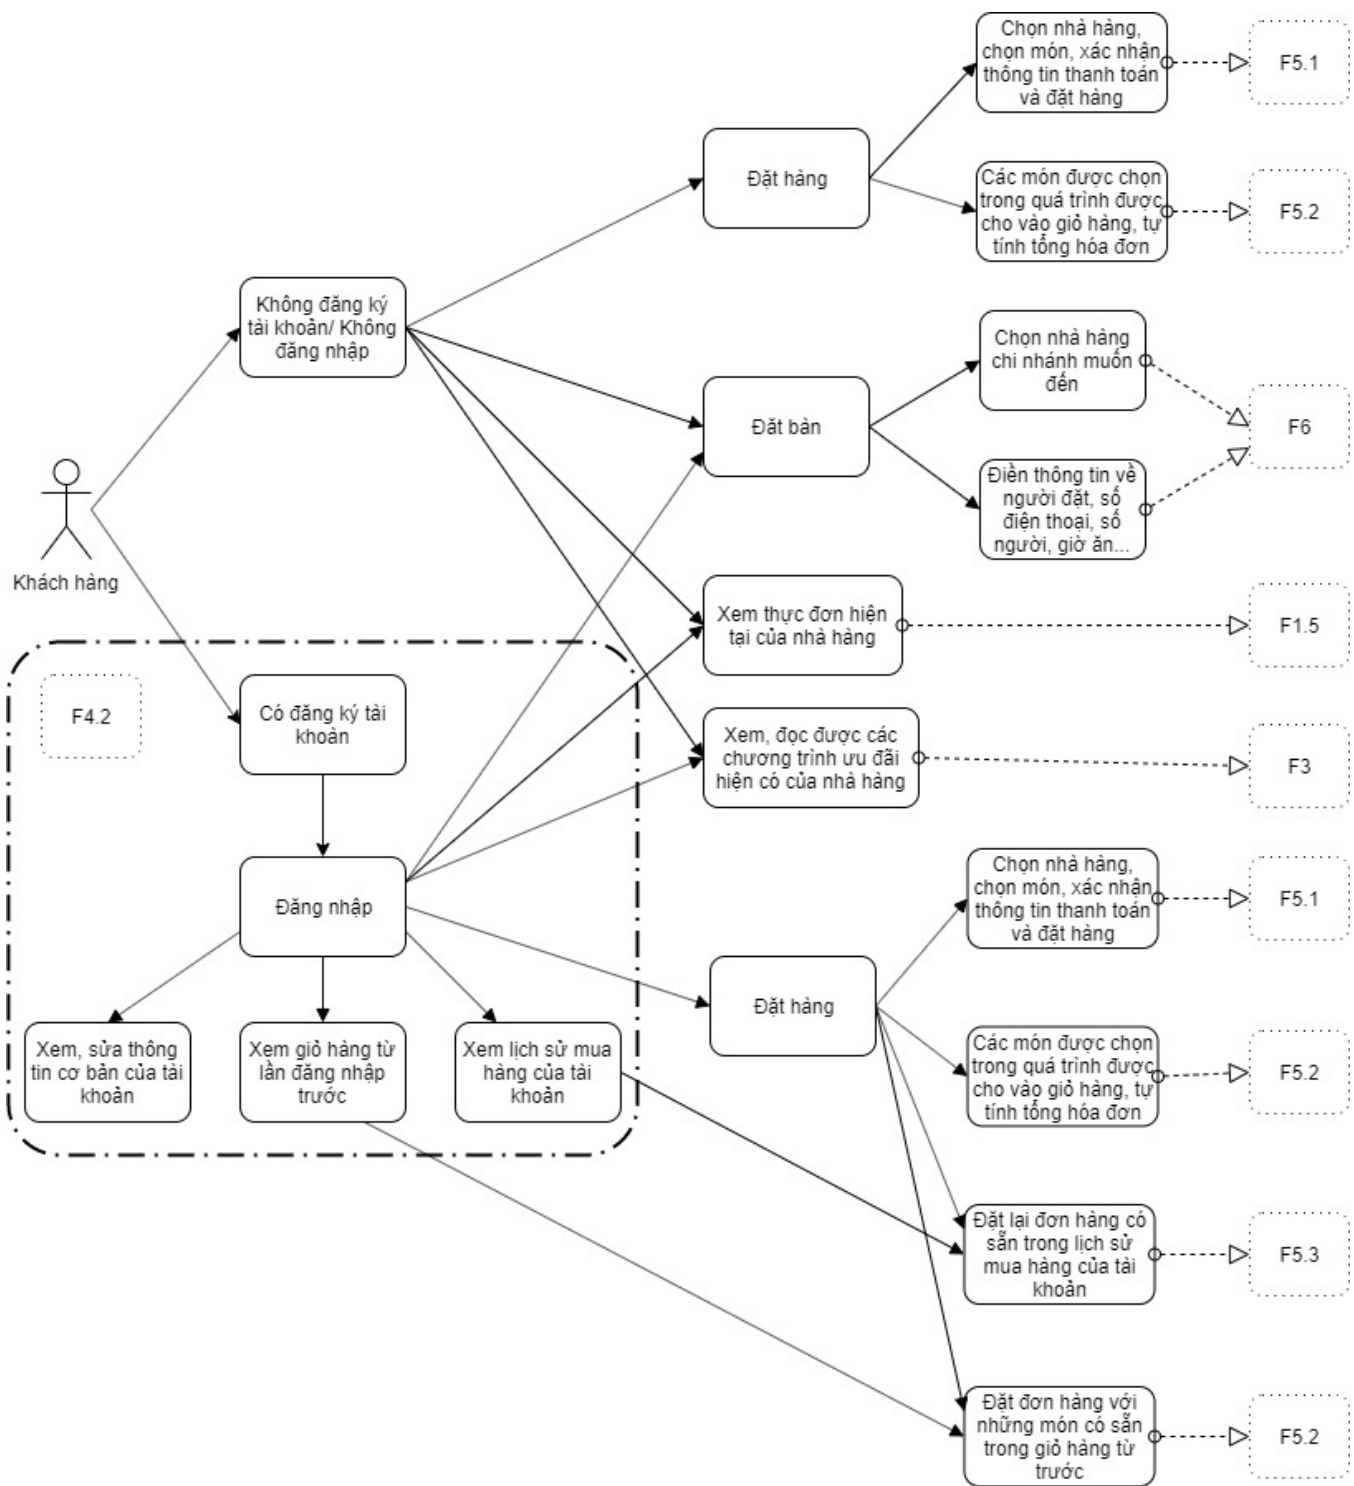 Chọn nhà hàng,
chọn món, xác nhận
thông tin thanh toán
và đặt hàng
F5.1
Đặt hàng
Các món được chọn
trong quá trình được
cho vào giỏ hàng, tự
tính tổng hóa đơn
F5.2
Không đăng ký
tài khoản/ Không
đăng nhập
Chọn nhà hàng
chi nhánh muốn
đến
Đăt bàn
F6
Điền thông tin về
người đặt, số
điện thoại, số
người, giờ ăn...
Khách hàng
Xem thực đơn hiện
tại của nhà hàng
F1.5
F4.2
Có đăng ký tài
khoản
Xem, đọc được các
chương trình ưu đãi
hiện có của nhà hàng
F3
Đăng nhập
Chọn nhà hàng,
chọn món, xác nhận
thông tin thanh toán
và đặt hàng
F5.1
Đặt hàng
Xem, sửa thông
tin cơ bản của tài
khoản
Xem giỏ hàng từ
lần đăng nhập
trước
Xem lịch sử mua
hàng của tài
khoản
Các món được chọn
trong quá trình được
cho vào giỏ hàng, tự
tính tổng hóa đơn
F5.2
Đặt lại đơn hàng có
sẵn trong lịch sử
mua hàng của tài
khoản
F5.3
Đặt đơn hàng với
những món có sẵn
trong giỏ hàng từ
trước
F5.2